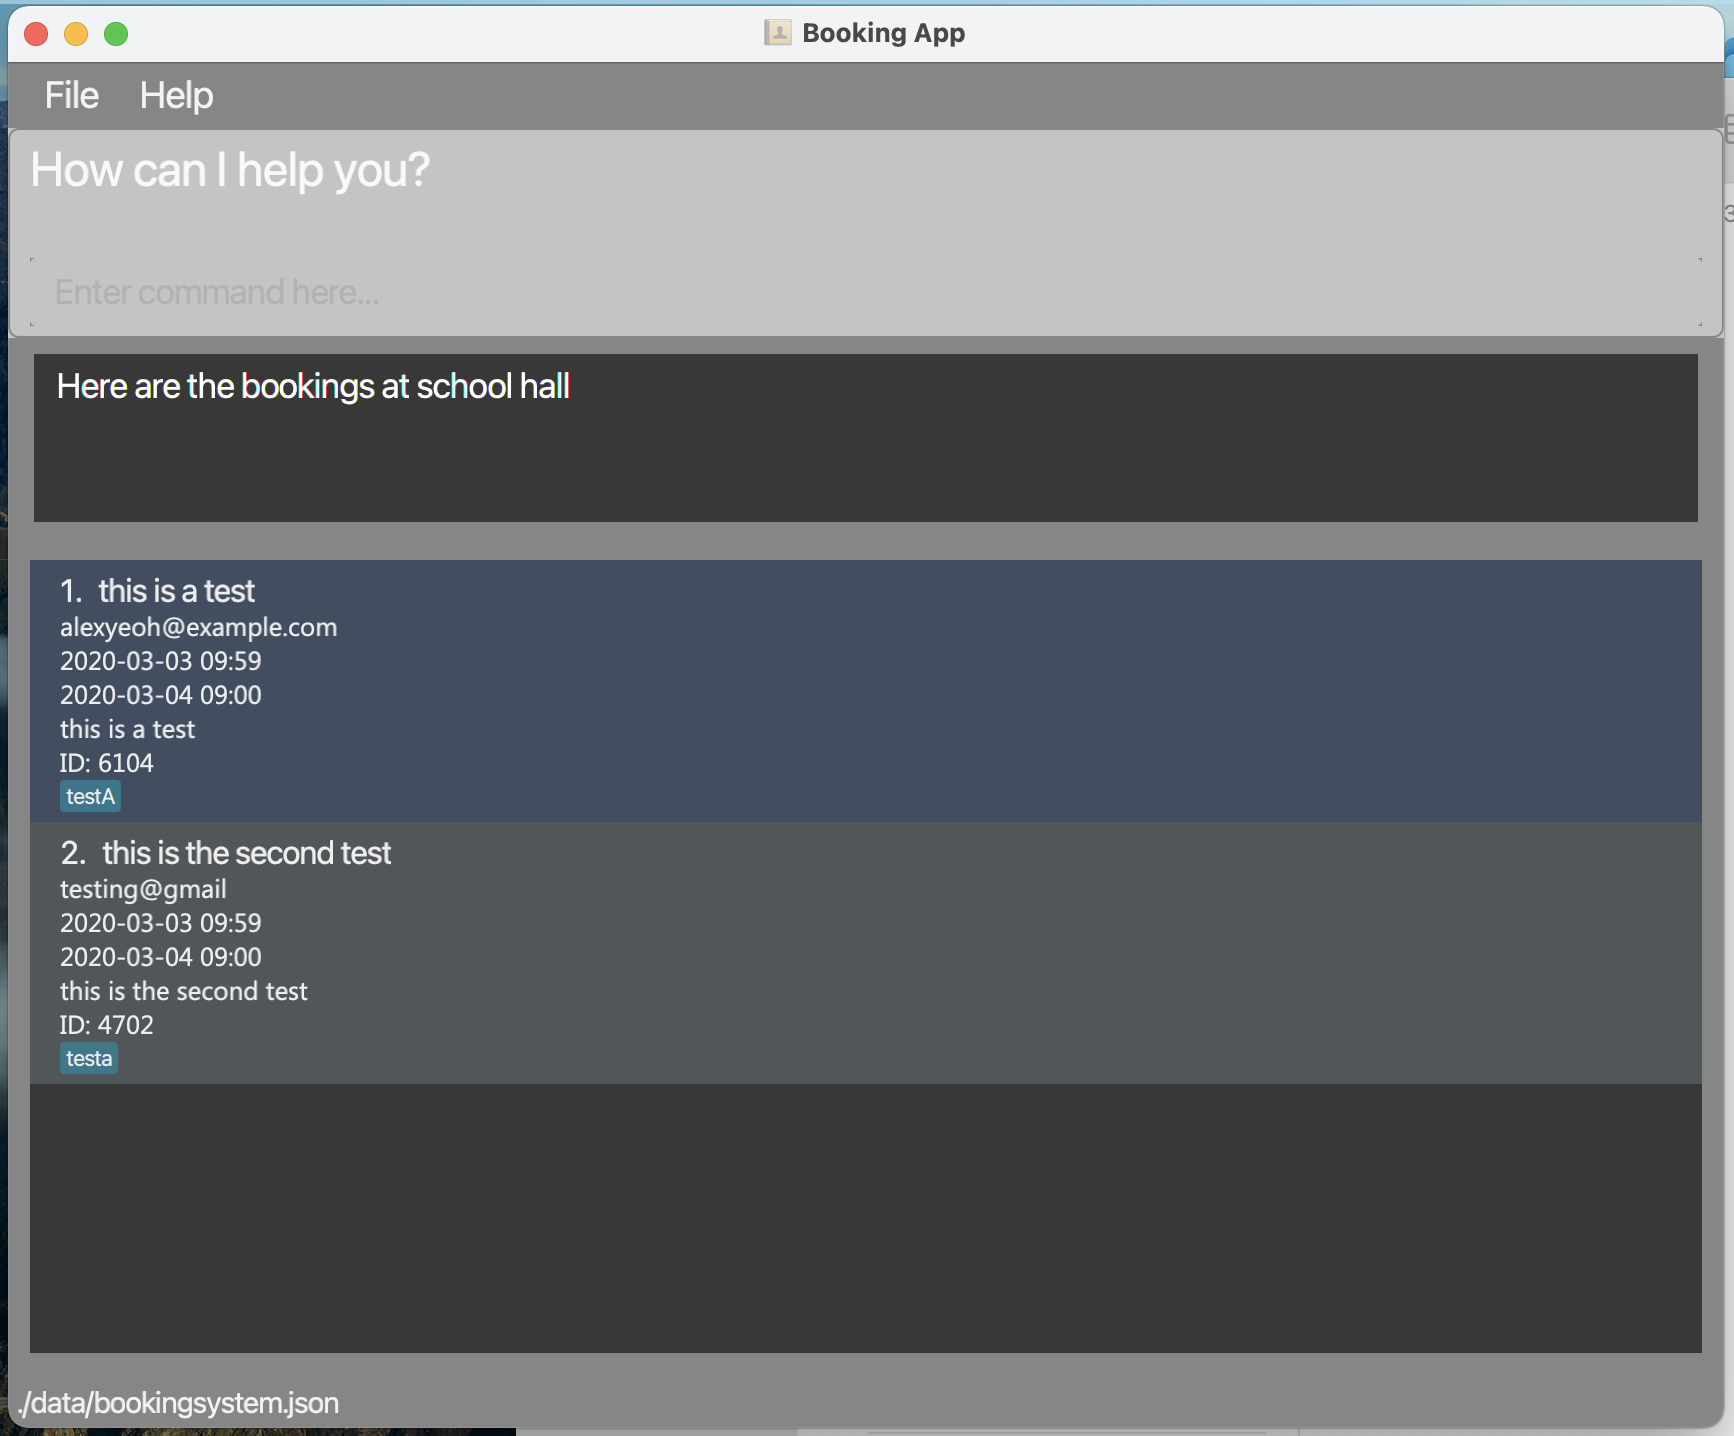 Booking App
File Help
How can I help you?
Enter command here...
Here are the bookings at school hall
1. this is a test
alexyeoh@example.com
2020-03-03 09:59
2020-03-04 09:00
this is a test
ID: 6104
testA
2. this is the second test
testing@gmail
2020-03-03 09:59
2020-03-04 09:00
this is the second test
ID: 4702
testa
./data/bookingsystem.json